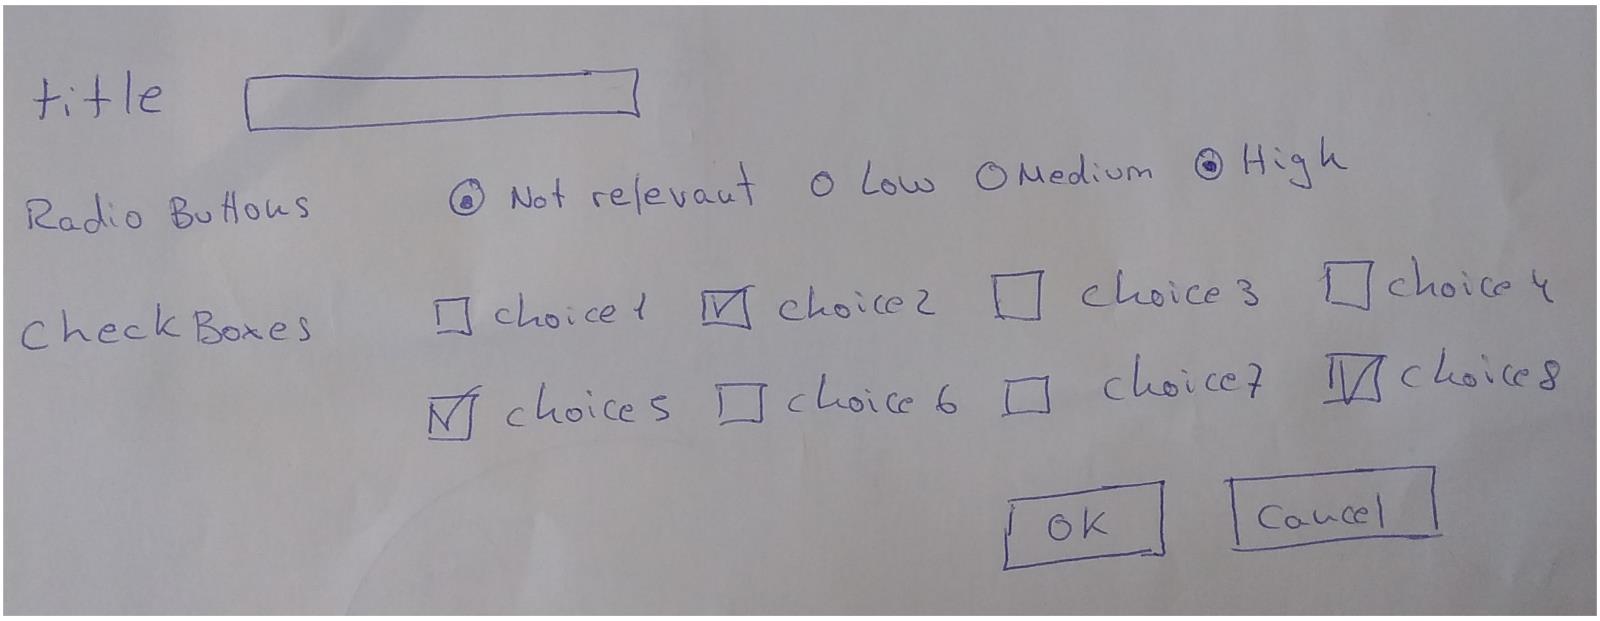 title
Radio Buttons Not relevant Low Medium High
Check Boxes choice 1 choice 2 choice 3 choice 4
choice 5 choice 6 choice 7 choice 8
OK Cancel